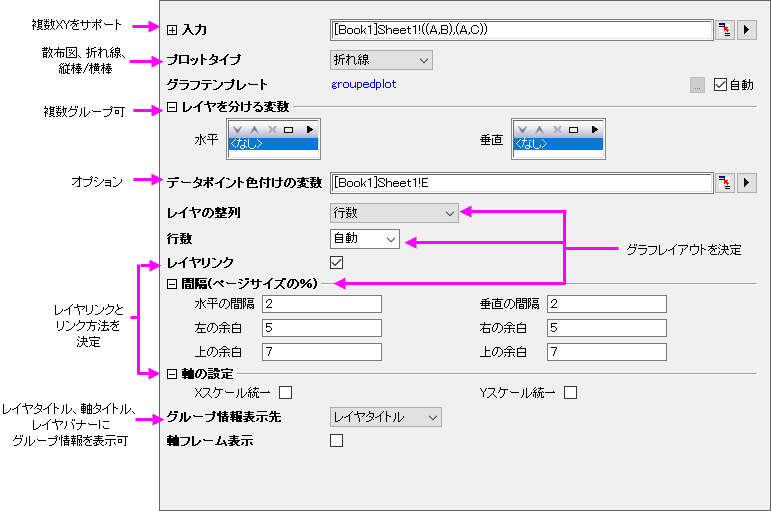 複数XYをサポート
入力
[Book1]Sheet1!((A,B),(A,C))
散布図、折れ線、
縦棒/横棒
プロットタイプ
折れ線
グラフテンプレート
groupedplot
...
自動
複数グループ可
レイヤを分ける変数
水平
<なし>
垂直
<なし>
オプション
データポイント色付けの変数
[Book1]Sheet1!E
レイヤの整列
行数
行数
自動
グラフレイアウトを決定
レイヤリンク
間隔(ページサイズの%)
水平の間隔
2
垂直の間隔
2
レイヤリンクと
リンク方法を
決定
左の余白
5
右の余白
5
上の余白
7
上の余白
7
軸の設定
Xスケール統一
Yスケール統一
レイヤタイトル、軸タイトル、
レイヤバナーに
グループ情報を表示可
グループ情報表示先
レイヤタイトル
軸フレーム表示